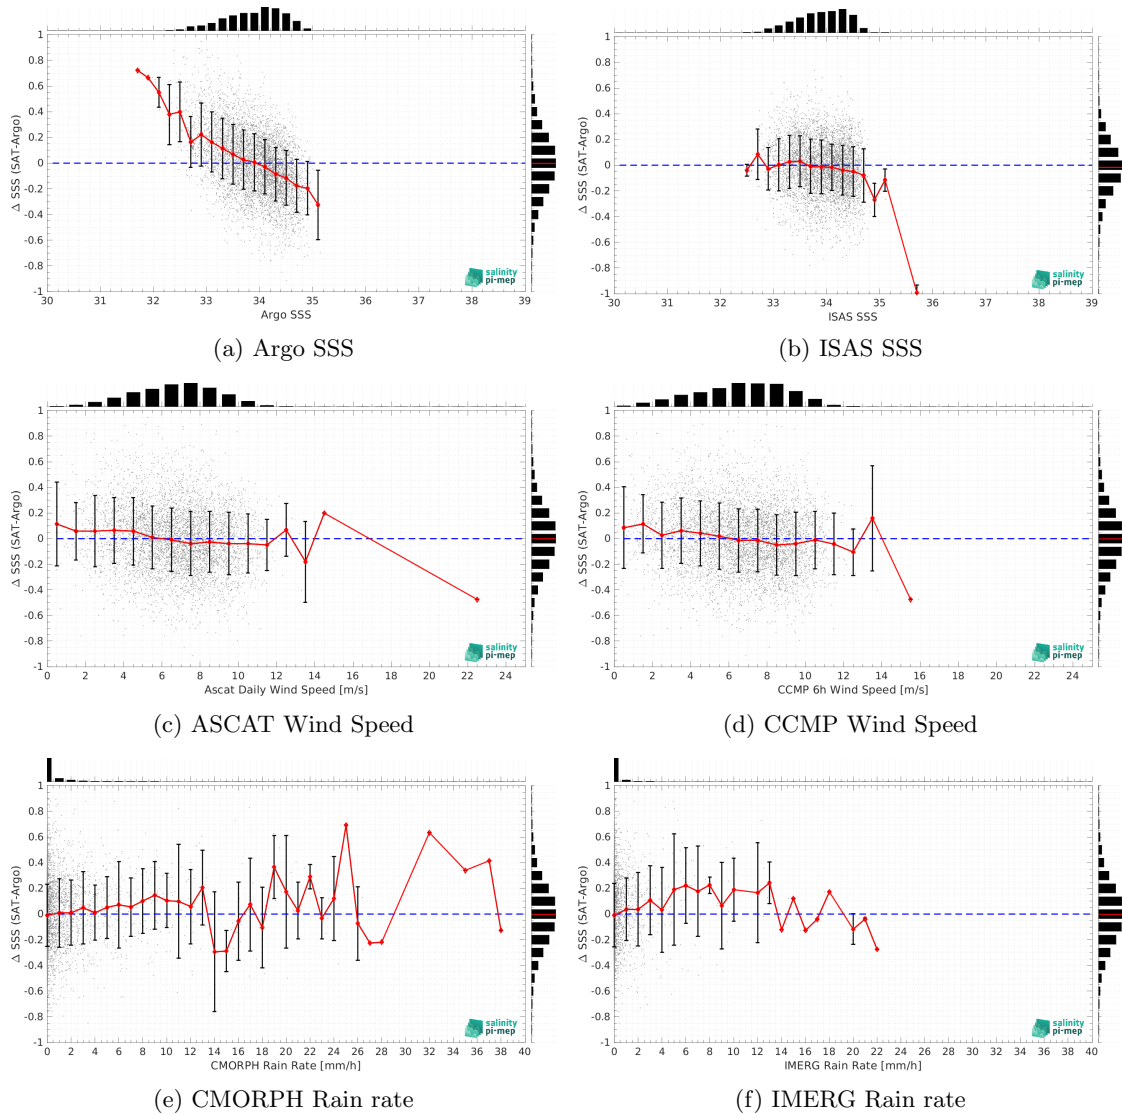 1
0.8
0.6
0.4
0.2
0
-0.2
-0.4
-0.6
-0.8
-1
Δ SSS (SAT-Argo)
30 31 32 33 34 35 36 37 38 39
Argo SSS
salinity
pi-mep
(a) Argo SSS
1
0.8
0.6
0.4
0.2
0
-0.2
-0.4
-0.6
-0.8
-1
Δ SSS (SAT-Argo)
30 31 32 33 34 35 36 37 38 39
ISAS SSS
salinity
pi-mep
(b) ISAS SSS
1
0.8
0.6
0.4
0.2
0
-0.2
-0.4
-0.6
-0.8
-1
Δ SSS (SAT-Argo)
0 2 4 6 8 10 12 14 16 18 20 22 24
Ascat Daily Wind Speed [m/s]
salinity
pi-mep
(c) ASCAT Wind Speed
1
0.8
0.6
0.4
0.2
0
-0.2
-0.4
-0.6
-0.8
-1
Δ SSS (SAT-Argo)
0 2 4 6 8 10 12 14 16 18 20 22 24
CCMP 6h Wind Speed [m/s]
salinity
pi-mep
(d) CCMP Wind Speed
1
0.8
0.6
0.4
0.2
0
-0.2
-0.4
-0.6
-0.8
-1
Δ SSS (SAT-Argo)
0 2 4 6 8 10 12 14 16 18 20 22 24 26 28 30 32 34 36 38 40
CMORPH Rain Rate [mm/h]
salinity
pi-mep
(e) CMORPH Rain rate
1
0.8
0.6
0.4
0.2
0
-0.2
-0.4
-0.6
-0.8
-1
Δ SSS (SAT-Argo)
0 2 4 6 8 10 12 14 16 18 20 22 24 26 28 30 32 34 36 38 40
IMERG Rain Rate [mm/h]
salinity
pi-mep
(f) IMERG Rain rate